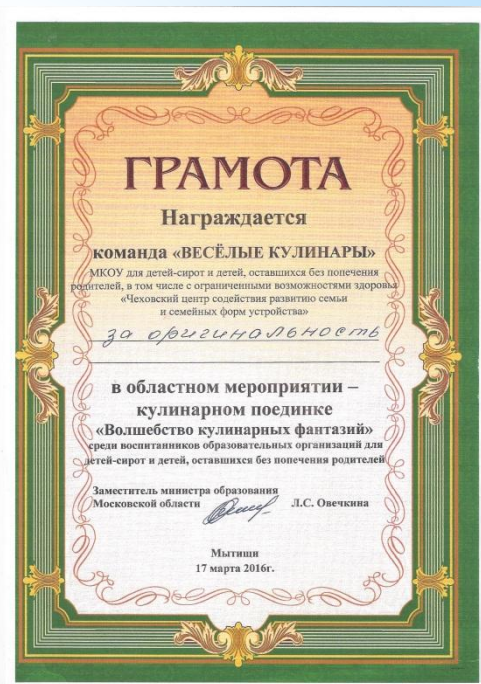 ГРАМОТА
Награждается
команда «ВЕСЁЛЫЕ КУЛИНАРЫ»
МКОУ для детей-сирот и детей, оставшихся без попечения
родителей, в том числе с ограниченными возможностями здоровья
«Чеховский центр содействия развитию семьи
и семейных форм устройства»
за оригинальность
в областном мероприятии –
кулинарном поединке
«Волшебство кулинарных фантазий»
среди воспитанников образовательных организаций для
детей-сирот и детей, оставшихся без попечения родителей
Заместитель министра образования
Московской области Л.С. Овечкина
Мытищи
17 марта 2016г.